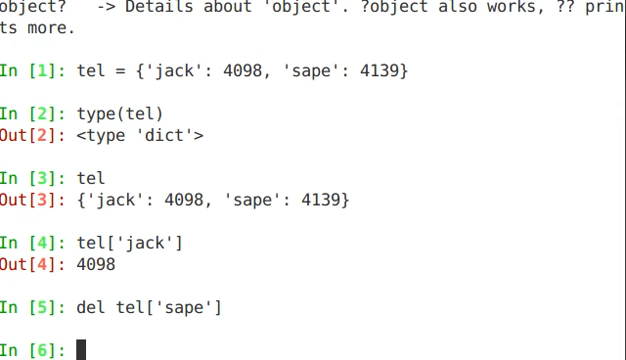 object?   -> Details about 'object'. ?object also works, ?? prin
ts more.
In [1]: tel = {'jack': 4098, 'sape': 4139}
In [2]: type(tel)
Out[2]: <type 'dict'>
In [3]: tel
Out[3]: {'jack': 4098, 'sape': 4139}
In [4]: tel['jack']
Out[4]: 4098
In [5]: del tel['sape']
In [6]: